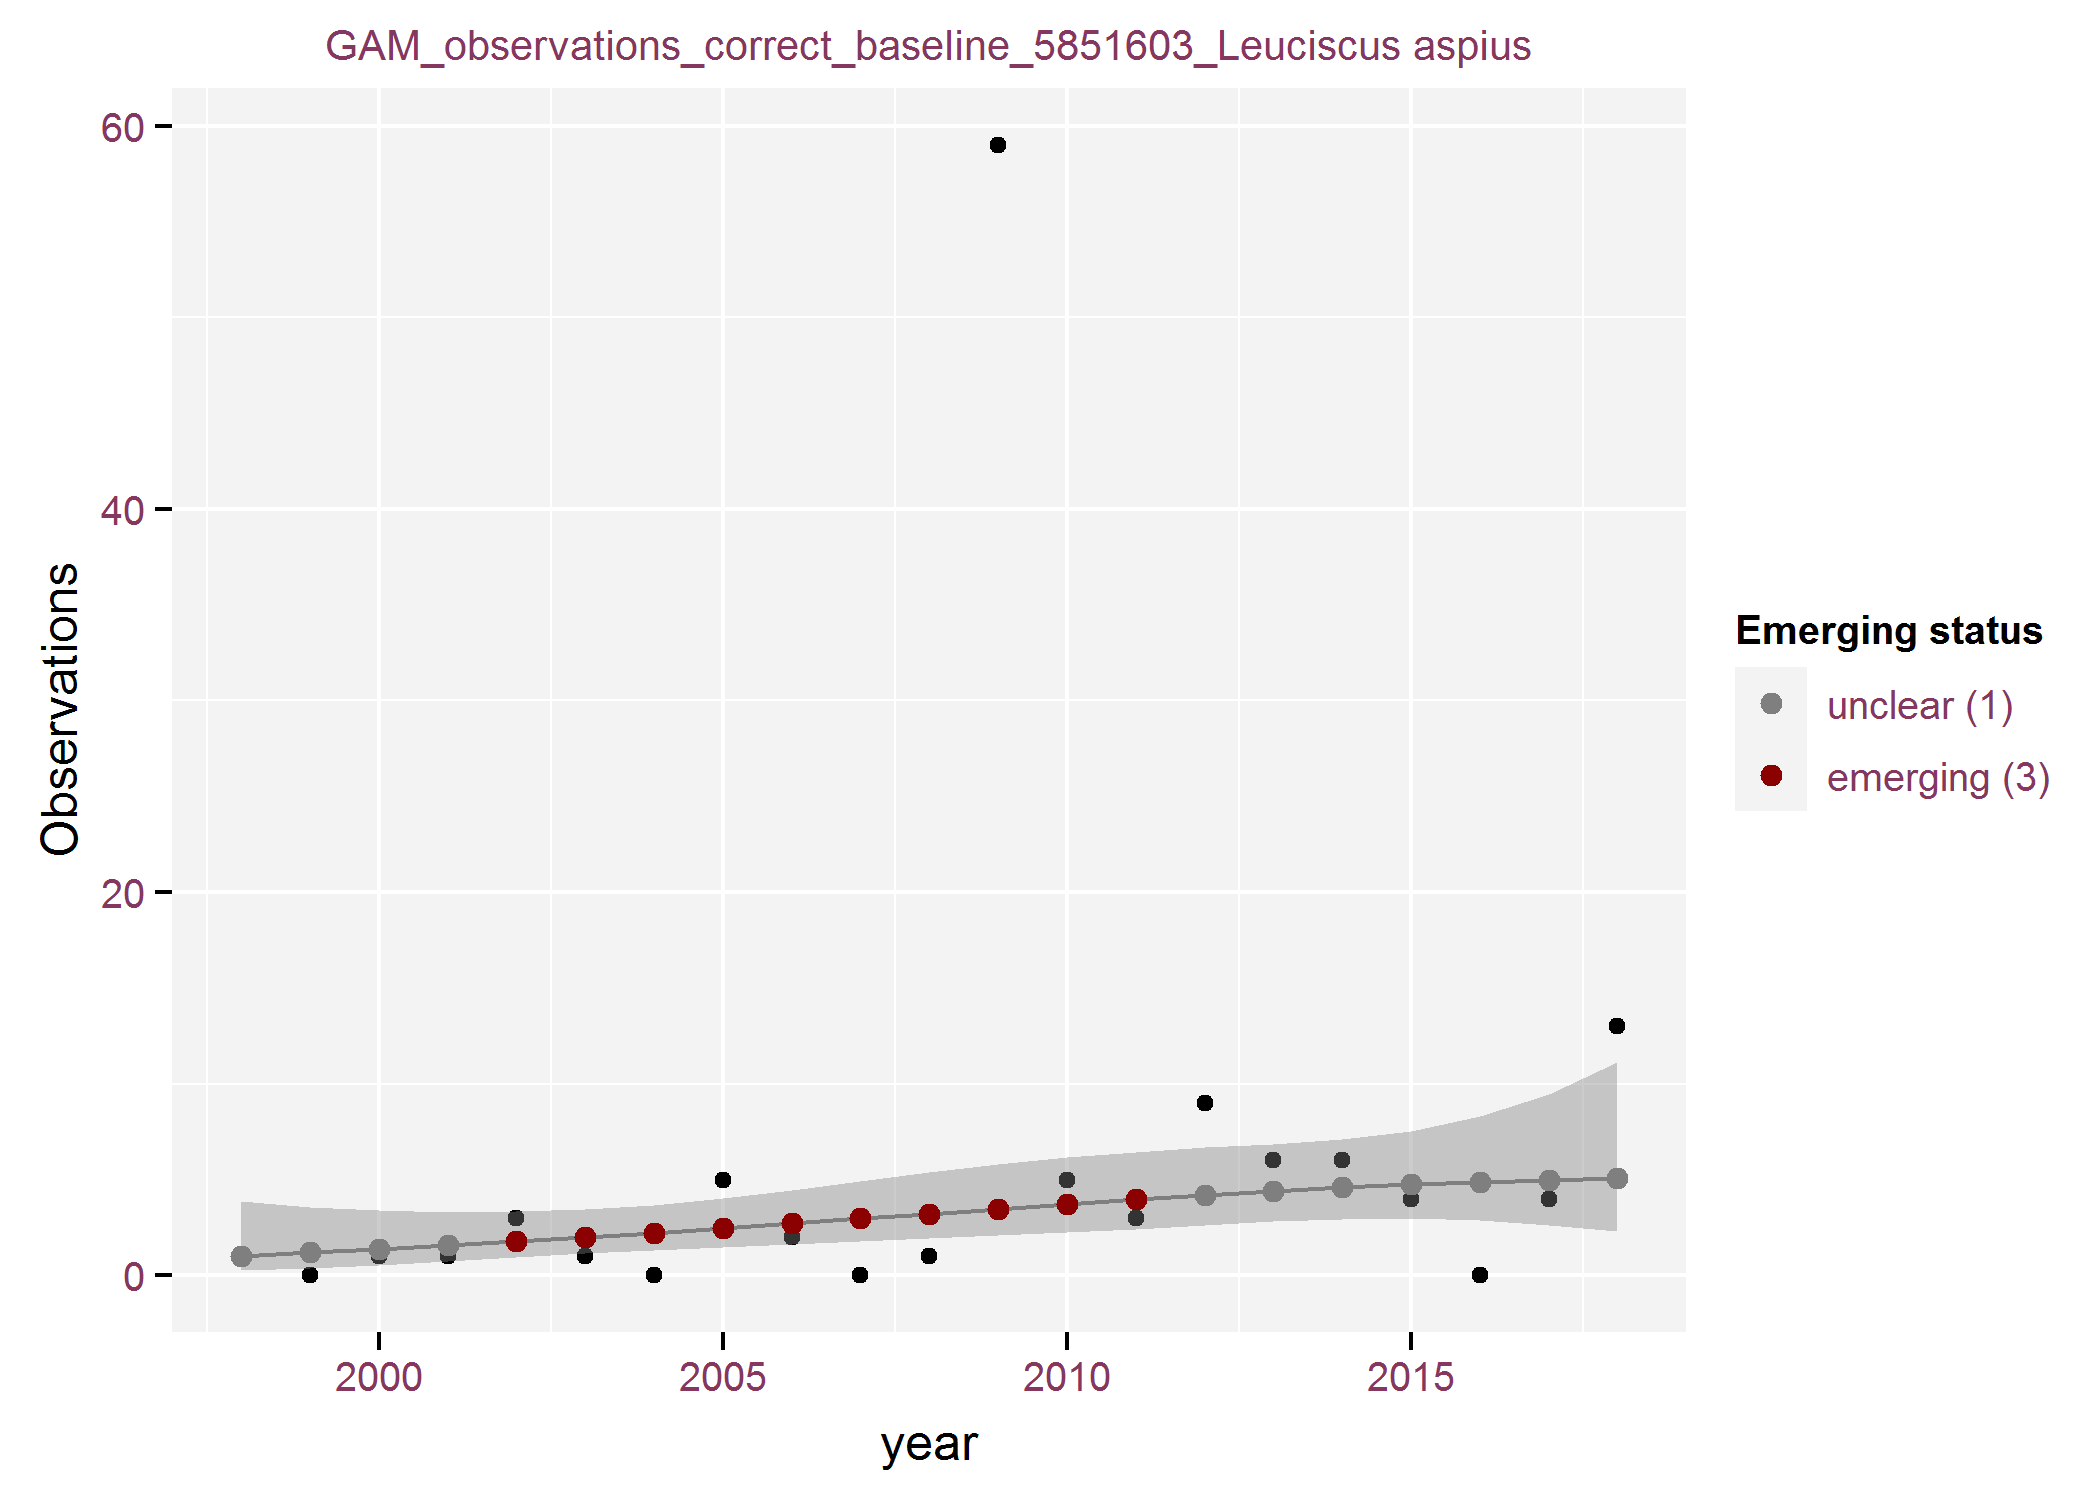 GAM_observations_correct_baseline_5851603_Leuciscus aspius
60
40
20
0
Observations
2000 2005 2010 2015
year
Emerging status
unclear (1)
emerging (3)